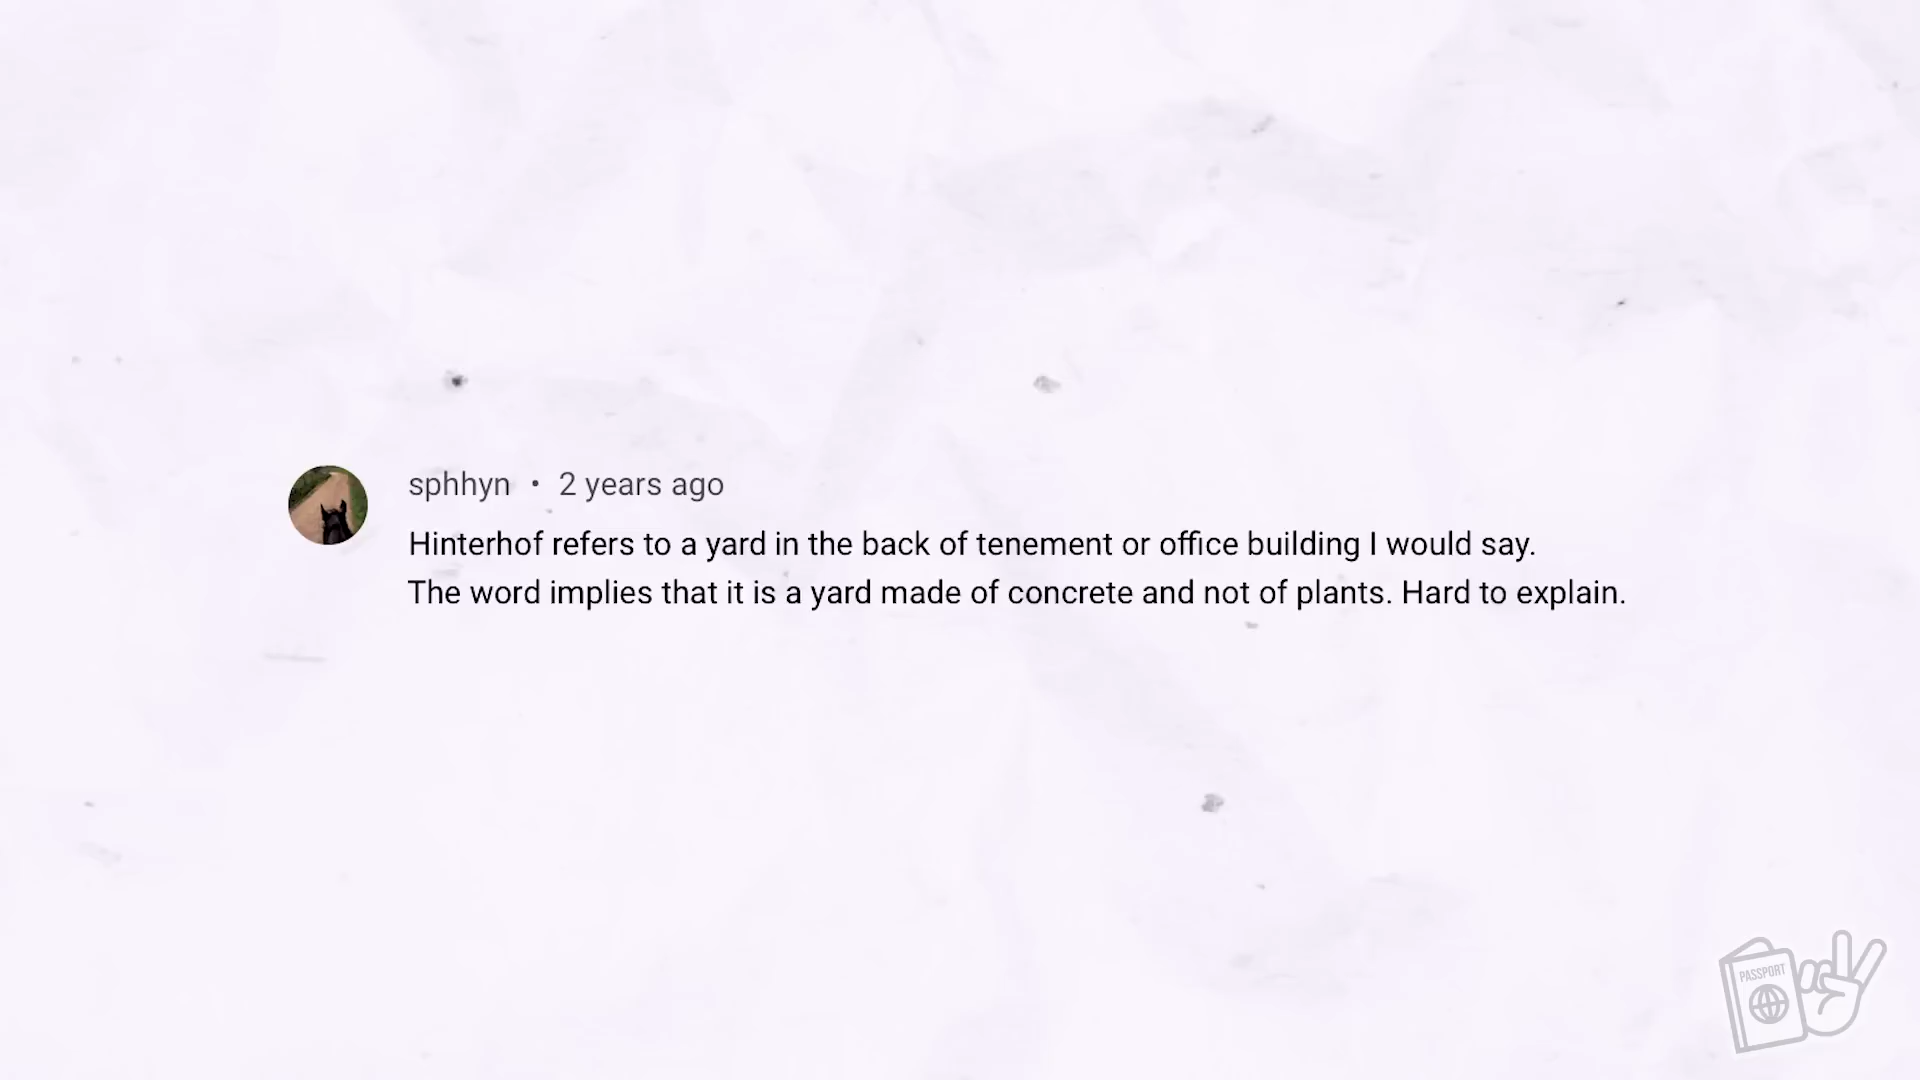 sphhyn • 2 years ago
Hinterhof refers to a yard in the back of tenement or office building I would say.
The word implies that it is a yard made of concrete and not of plants. Hard to explain.
PASSPORT